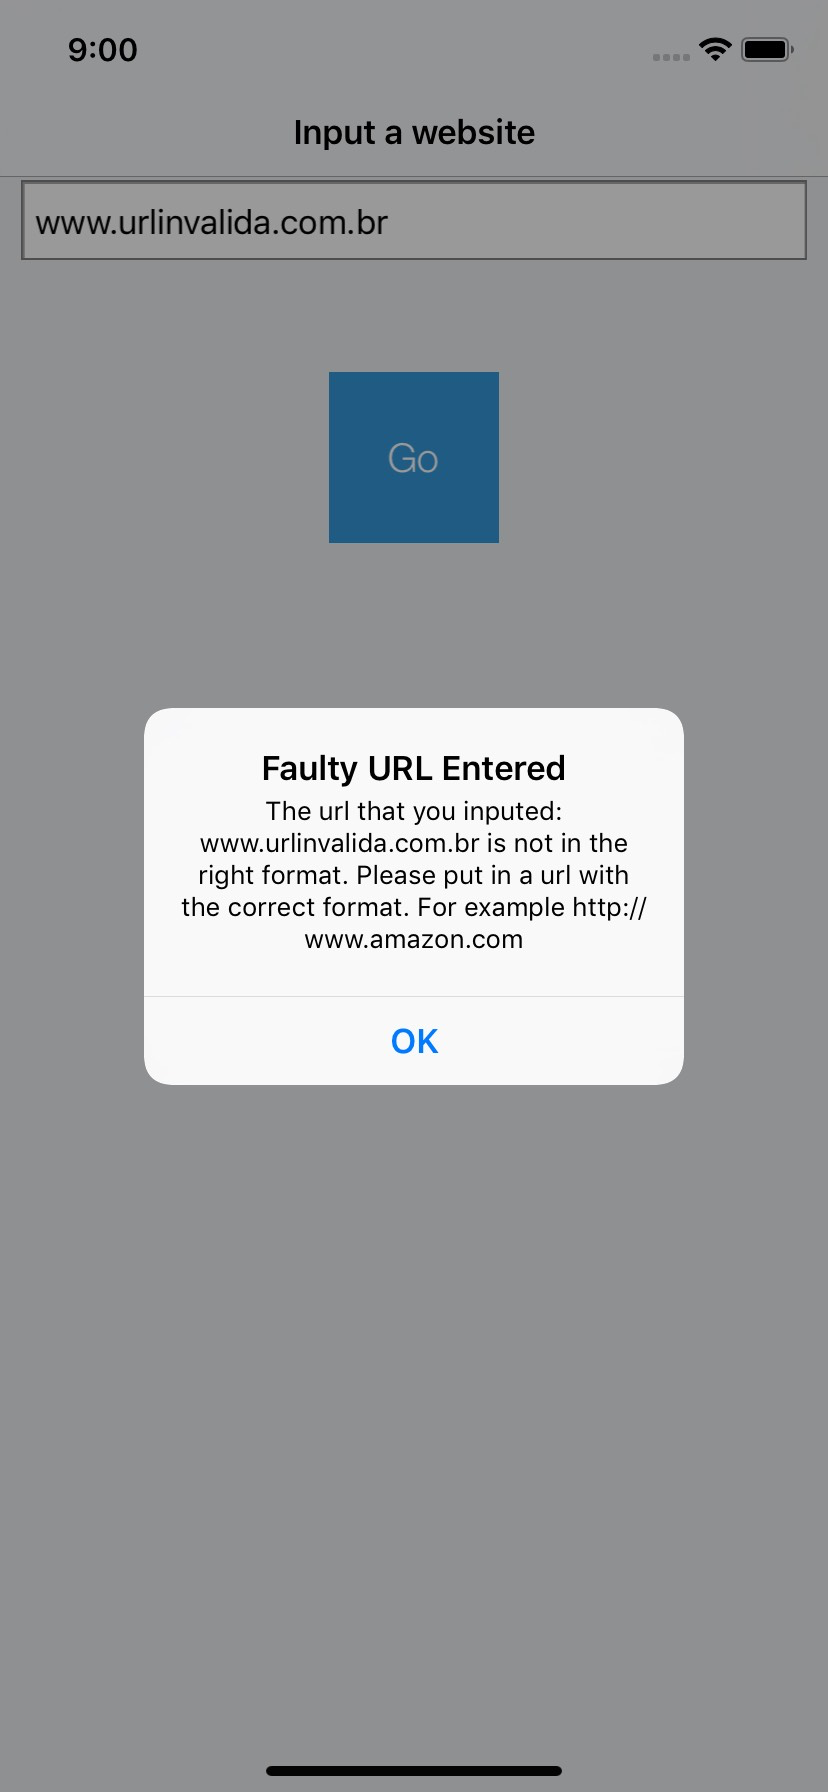 9:00
Input a website
www.urlinvalida.com.br
Go
Faulty URL Entered
The url that you inputed:
www.urlinvalida.com.br is not in the
right format. Please put in a url with
the correct format. For example http://
www.amazon.com
OK